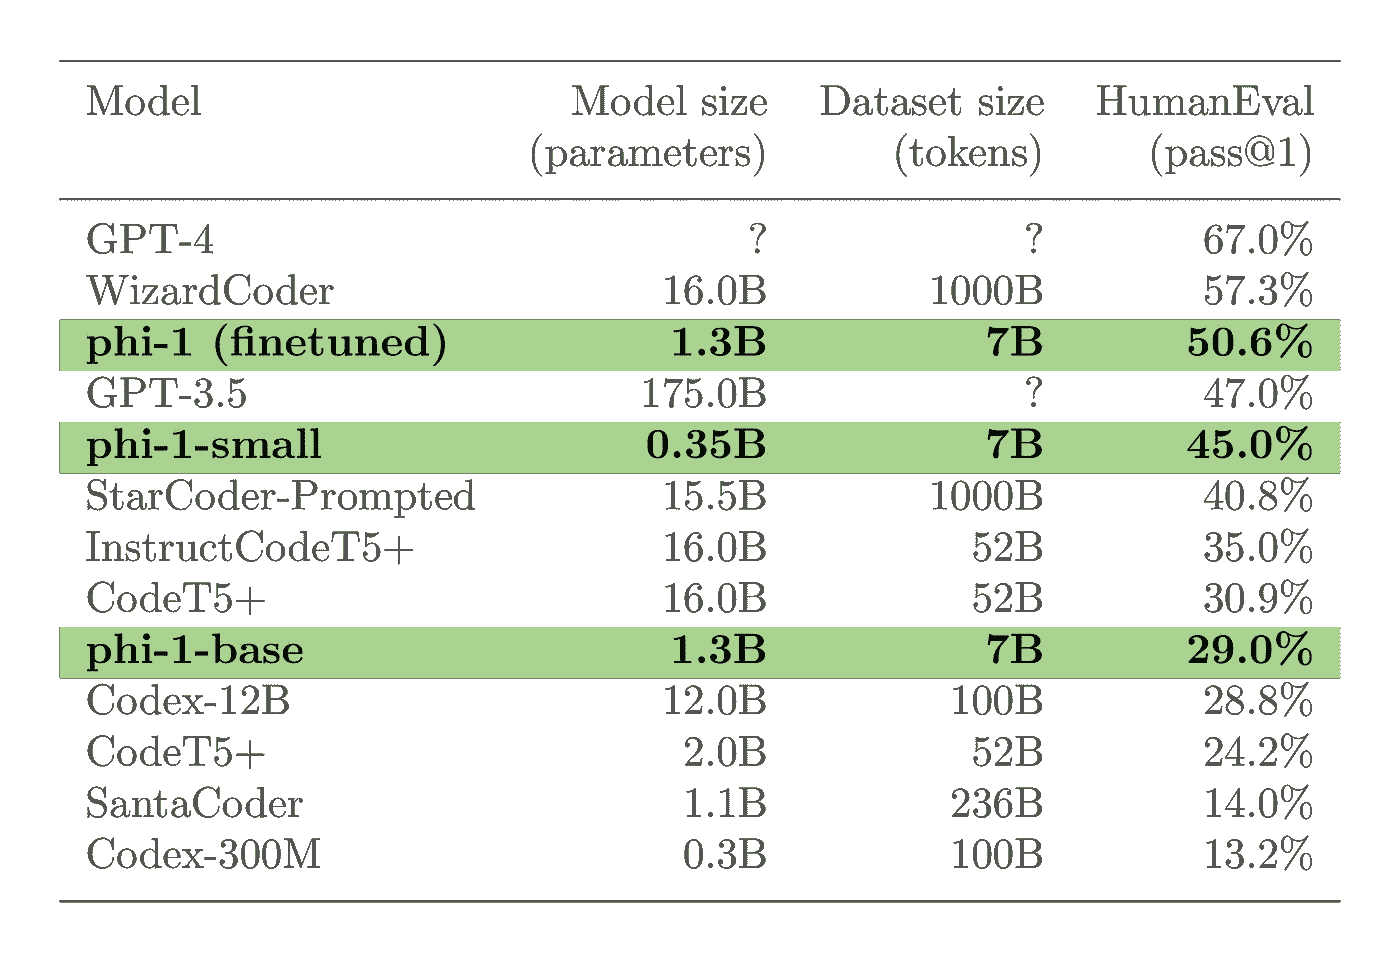 Model Model size Dataset size HumanEval
(parameters) (tokens) (pass@1)
GPT-4 ? ? 67.0%
WizardCoder 16.0B 1000B 57.3%
phi-1 (finetuned) 1.3B 7B 50.6%
GPT-3.5 175.0B ? 47.0%
phi-1-small 0.35B 7B 45.0%
StarCoder-Prompted 15.5B 1000B 40.8%
InstructCodeT5+ 16.0B 52B 35.0%
CodeT5+ 16.0B 52B 30.9%
phi-1-base 1.3B 7B 29.0%
Codex-12B 12.0B 100B 28.8%
CodeT5+ 2.0B 52B 24.2%
SantaCoder 1.1B 236B 14.0%
Codex-300M 0.3B 100B 13.2%